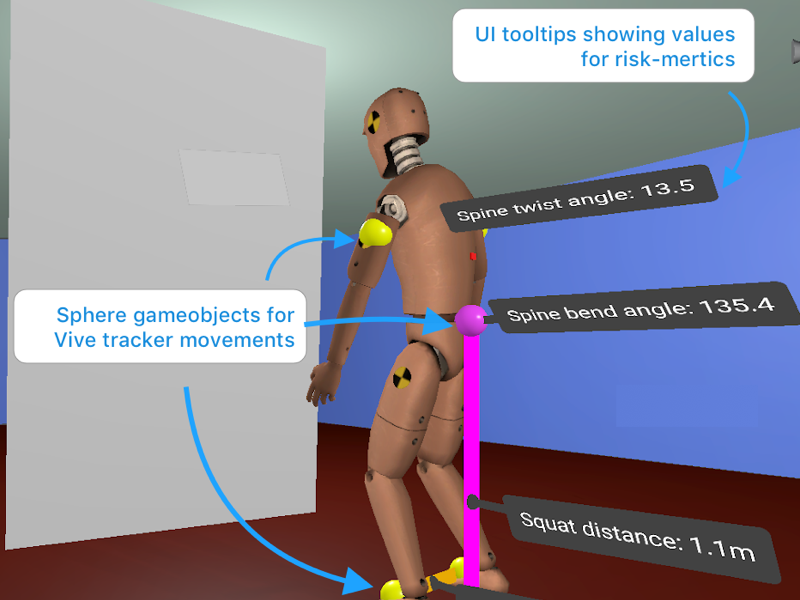 UI tooltips showing values
for risk-mertics
Spine twist angle: 13.5
Sphere gameobjects for
Vive tracker movements
Spine bend angle: 135.4
Squat distance: 1.1m